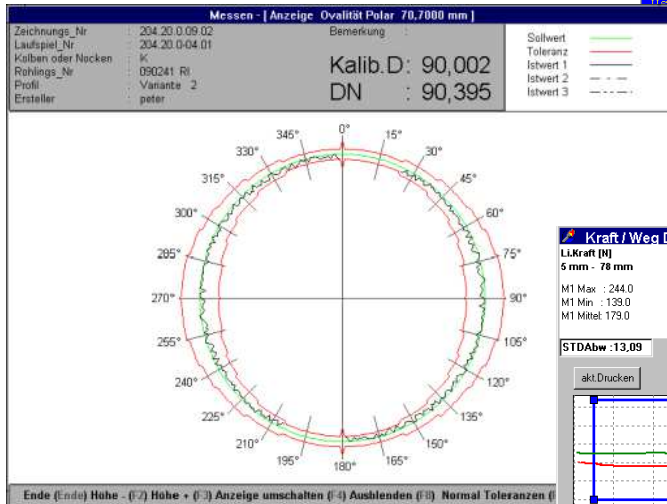 Messen - [ Anzeige Ovalität Polar 70,7000 mm ]
Zeichnungs_Nr : 204.20.0.09.02
Laufspiel_Nr : 204.20.0-04.01
Kolben oder Nocken : K
Rohlings_Nr : 090241 RI
Profil : Variante 2
Ersteller : peter
Bemerkung :
Kalib.D: 90,002
DN : 90,395
Sollwert
Toleranz
Istwert 1
Istwert 2
Istwert 3
0°
15°
30°
45°
60°
75°
90°
105°
120°
135°
150°
165°
180°
195°
210°
225°
240°
255°
270°
285°
300°
315°
330°
345°
Ende (Ende) Höhe - (F2) Höhe + (F3) Anzeige umschalten (F4) Ausblenden (F8) Normal Toleranzen
Kraft / Weg
Li.Kraft [N]
5 mm - 78 mm
M1 Max : 244.0
M1 Min : 139.0
M1 Mittel: 179.0
STDAbw :13,09
akt.Drucken